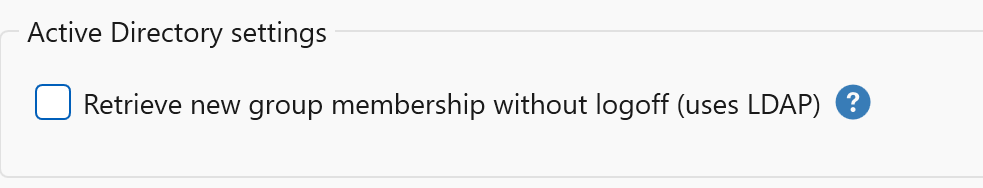 Active Directory settings
Retrieve new group membership without logoff (uses LDAP) ?